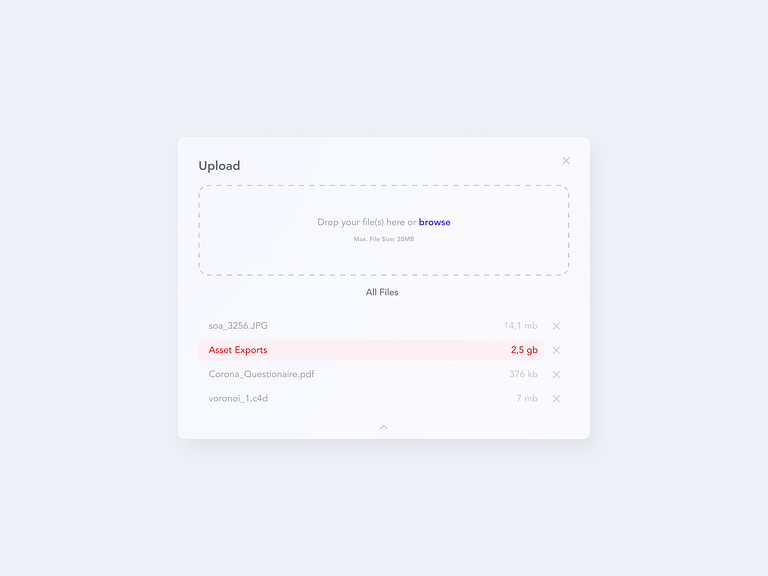 Upload
Drop your file(s) here or browse
Max. File Size: 20MB
All Files
soa_3256.JPG 14,1 mb
Asset Exports 2,5 gb
Corona_Questionaire.pdf 376 kb
voronoi_1.c4d 7 mb